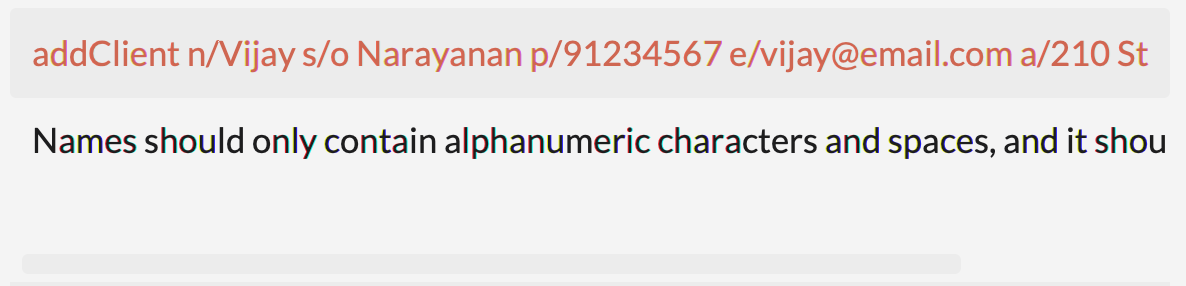 addClient n/Vijay s/o Narayanan p/91234567 e/vijay@email.com a/210 St
Names should only contain alphanumeric characters and spaces, and it shou